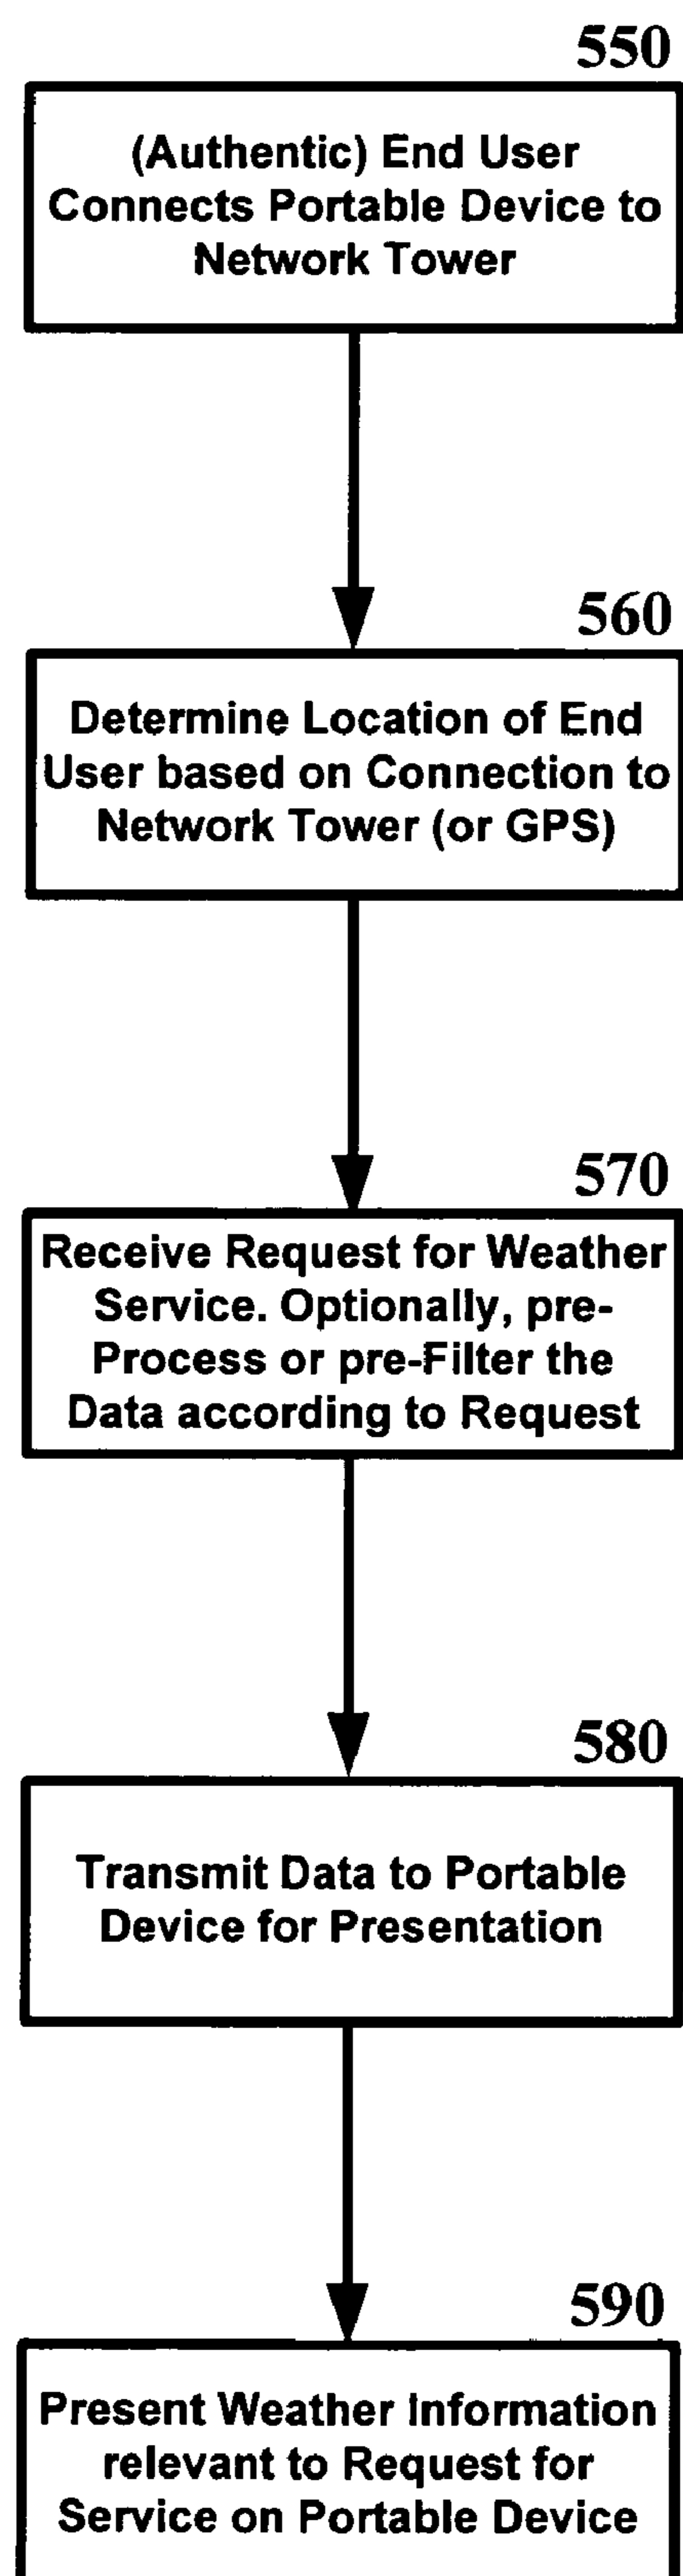 550
(Authentic) End User
Connects Portable Device to
Network Tower
560
Determine Location of End
User based on Connection to
Network Tower (or GPS)
570
Receive Request for Weather
Service. Optionally, pre-
Process or pre-Filter the
Data according to Request
580
Transmit Data to Portable
Device for Presentation
590
Present Weather Information
relevant to Request for
Service on Portable Device